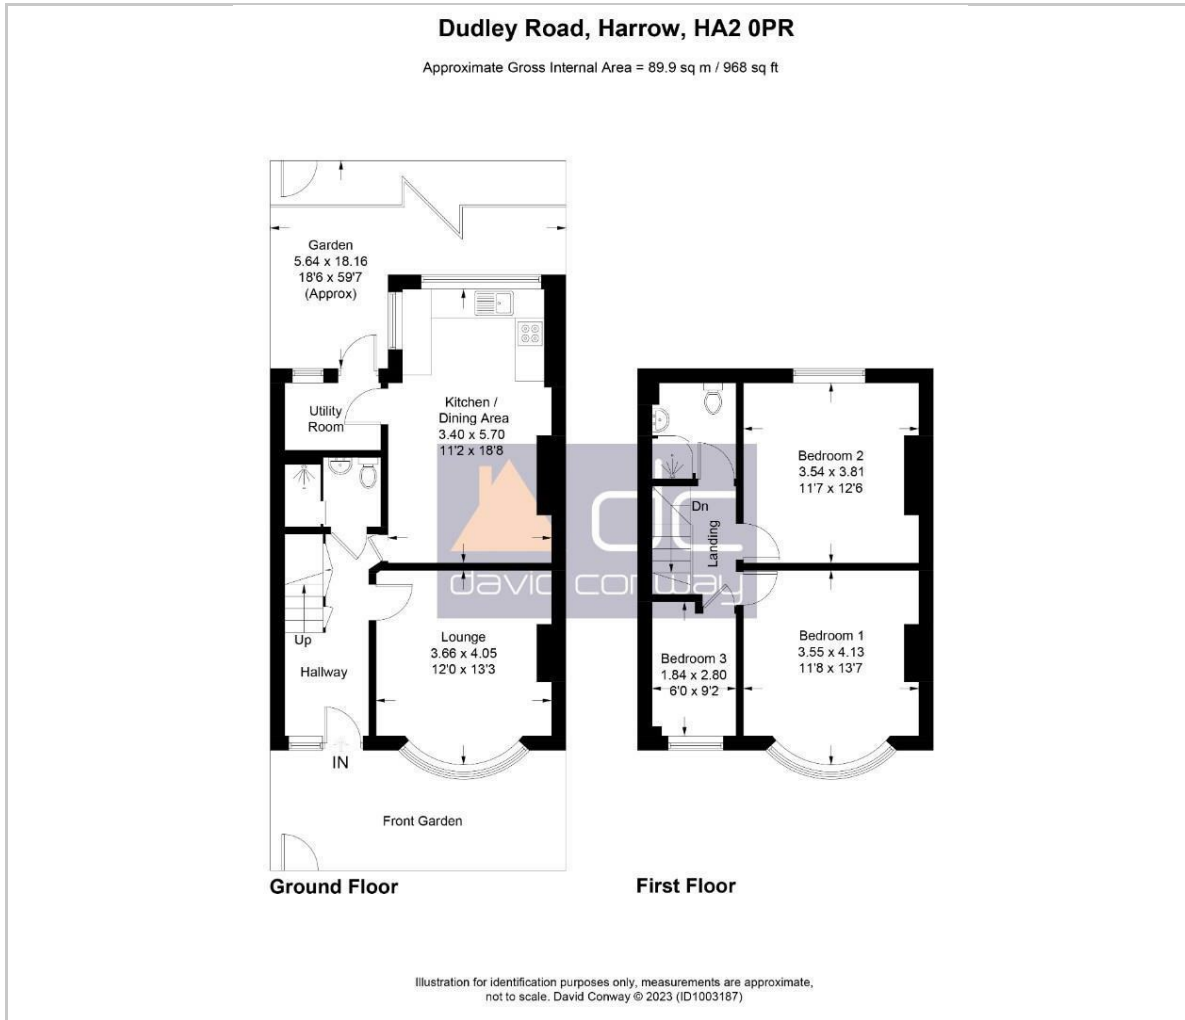 Dudley Road, Harrow, HA2 0PR
Approximate Gross Internal Area = 89.9 sq m / 968 sq ft
Garden
5.64 x 18.16
18'6 x 59'7
(Approx)
Utility
Room
Kitchen /
Dining Area
3.40 x 5.70
11'2 x 18'8
Up
Hallway
Lounge
3.66 x 4.05
12'0 x 13'3
IN
Front Garden
Ground Floor
Bedroom 2
3.54 x 3.81
11'7 x 12'6
Dn
Landing
Bedroom 1
3.55 x 4.13
11'8 x 13'7
Bedroom 3
1.84 x 2.80
6'0 x 9'2
First Floor
dc
david conway
Illustration for identification purposes only, measurements are approximate,
not to scale. David Conway © 2023 (ID1003187)